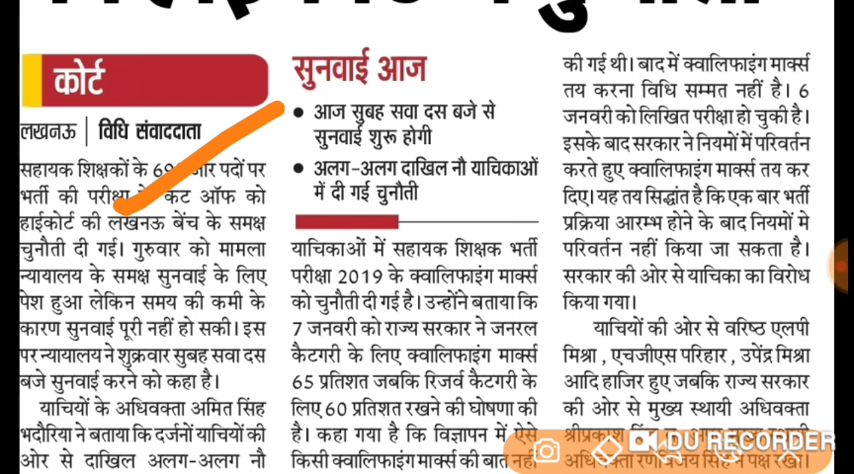 कोर्ट
लखनऊ | विधि संवाददाता
सहायक शिक्षकों के पदों पर
भर्ती की परीक्षा कट ऑफ को
हाईकोर्ट की लखनऊ बेंच के समक्ष
चुनौती दी गई। गुरुवार को मामला
न्यायालय के समक्ष सुनवाई के लिए
पेश हुआ लेकिन समय की कमी के
कारण सुनवाई पूरी नहीं हो सकी। इस
पर न्यायालय ने शुक्रवार सुबह सवा दस
बजे सुनवाई करने को कहा है।
याचियों के अधिवक्ता अमित सिंह
भदौरिया ने बताया कि दर्जनों याचियों की
ओर से दाखिल अलग-अलग नौ
सुनवाई आज
• आज सुबह सवा दस बजे से
सुनवाई शुरू होगी
• अलग-अलग दाखिल नौ याचिकाओं
में दी गई चुनौती
याचिकाओं में सहायक शिक्षक भर्ती
परीक्षा 2019 के क्वालिफाइंग मार्क्स
को चुनौती दी गई है। उन्होंने बताया कि
7 जनवरी को राज्य सरकार ने जनरल
कैटगरी के लिए क्वालिफाइंग मार्क्स
65 प्रतिशत जबकि रिजर्व कैटगरी के
लिए 60 प्रतिशत रखने की घोषणा की
है। कहा गया है कि विज्ञापन में ऐसे
किसी क्वालिफाइंग मार्क्स की बात नहीं
की गई थी। बाद में क्वालिफाइंग मार्क्स
तय करना विधि सम्मत नहीं है। 6
जनवरी को लिखित परीक्षा हो चुकी है।
इसके बाद सरकार ने नियमों में परिवर्तन
करते हुए क्वालिफाइंग मार्क्स तय कर
दिए। यह तय सिद्धांत है कि एक बार भर्ती
प्रक्रिया आरम्भ होने के बाद नियमों मे
परिवर्तन नहीं किया जा सकता है।
सरकार की ओर से याचिका का विरोध
किया गया।
याचियों की ओर से वरिष्ठ एलपी
मिश्रा , एचजीएस परिहार , उपेंद्र मिश्रा
आदि हाजिर हुए जबकि राज्य सरकार
की ओर से मुख्य स्थायी अधिवक्ता
श्रीप्रकाश
अधिवक्ता पक्ष रखा।
DU RECORDER